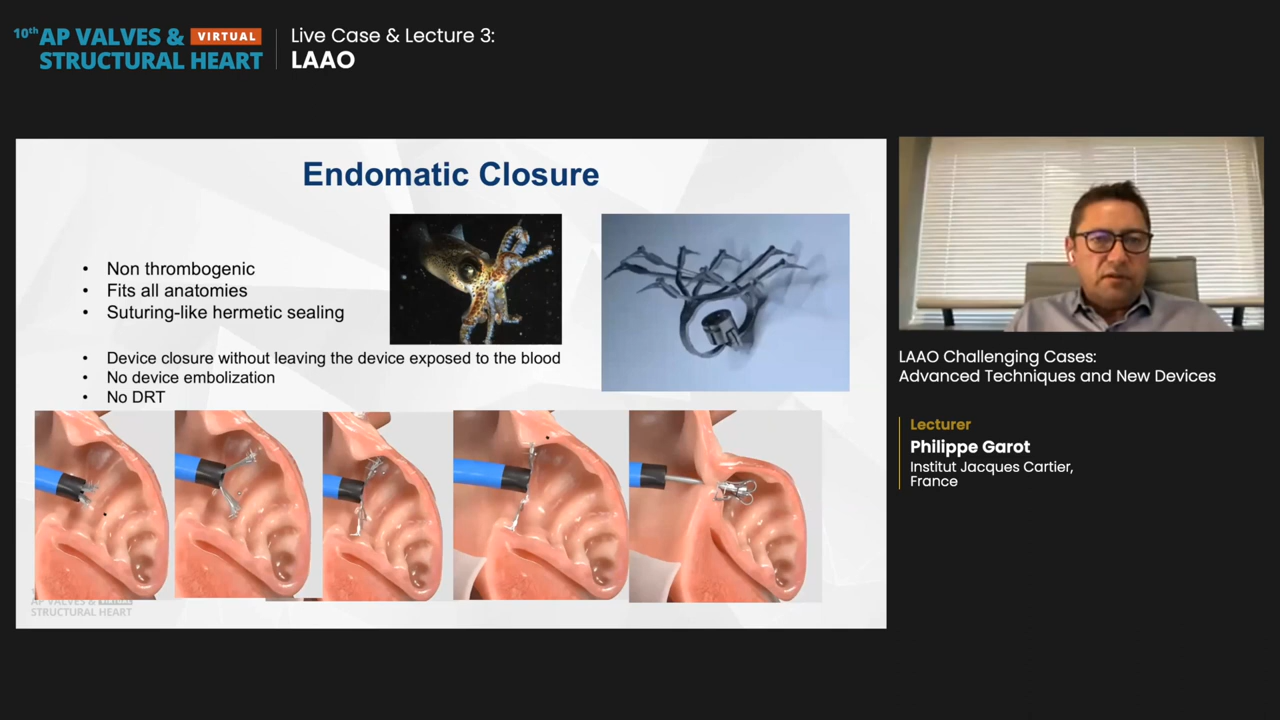 10th AP VALVES & VIRTUAL
STRUCTURAL HEART
Live Case & Lecture 3:
LAAO
Endomatic Closure
• Non thrombogenic
• Fits all anatomies
• Suturing-like hermetic sealing
• Device closure without leaving the device exposed to the blood
• No device embolization
• No DRT
AP VALVES & VIRTUAL
STRUCTURAL HEART
LAAO Challenging Cases:
Advanced Techniques and New Devices
Lecturer
Philippe Garot
Institut Jacques Cartier,
France